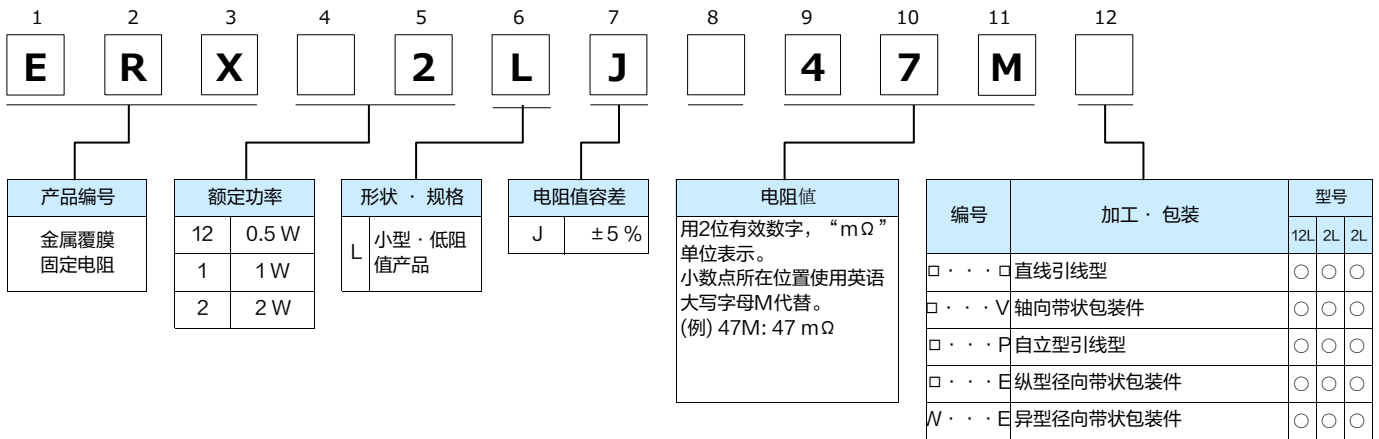 1 2 3 4 5 6 7 8 9 10 11 12
E R X 2 L J 4 7 M
产品编号
金属覆膜
固定电阻
额定功率
12 0.5 W
1 1 W
2 2 W
形状 · 规格
L 小型 · 低阻
值产品
电阻值容差
J ±5 %
电阻値
用2位有效数字，“mΩ”
单位表示。
小数点所在位置使用英语
大写字母M代替。
(例) 47M: 47 mΩ
编号 加工 · 包装 型号
12L 2L 2L
□ · · · □ 直线引线型 ○ ○ ○
□ · · · V 轴向带状包装件 ○ ○ ○
□ · · · P 自立型引线型 ○ ○ ○
□ · · · E 纵型径向带状包装件 ○ ○ ○
W · · · E 异型径向带状包装件 ○ ○ ○